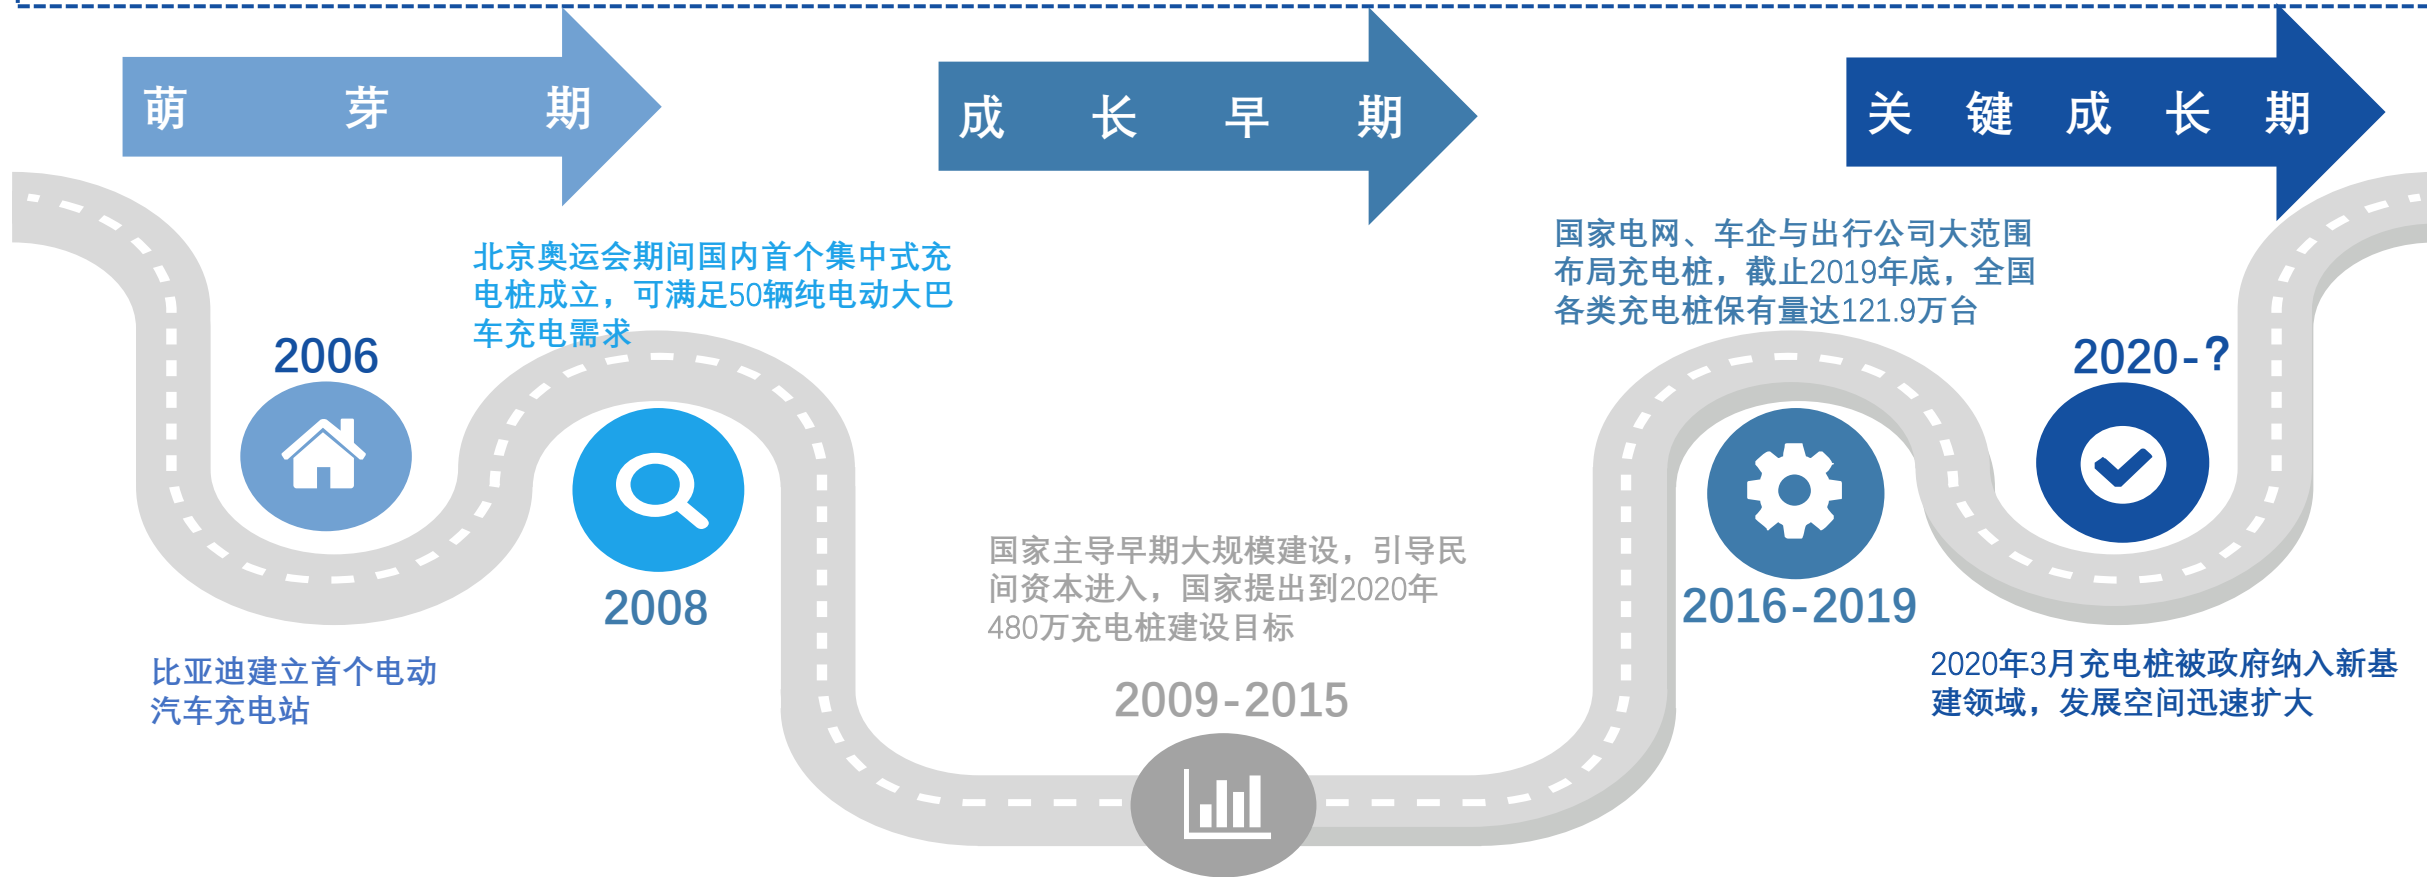 萌芽期
成长早期
关键成长期
2006
比亚迪建立首个电动
汽车充电站
北京奥运会期间国内首个集中式充
电桩成立，可满足50辆纯电动大巴
车充电需求
2008
国家主导早期大规模建设，引导民
间资本进入，国家提出到2020年
480万充电桩建设目标
2009-2015
国家电网、车企与出行公司大范围
布局充电桩，截止2019年底，全国
各类充电桩保有量达121.9万台
2016-2019
2020-?
2020年3月充电桩被政府纳入新基
建领域，发展空间迅速扩大